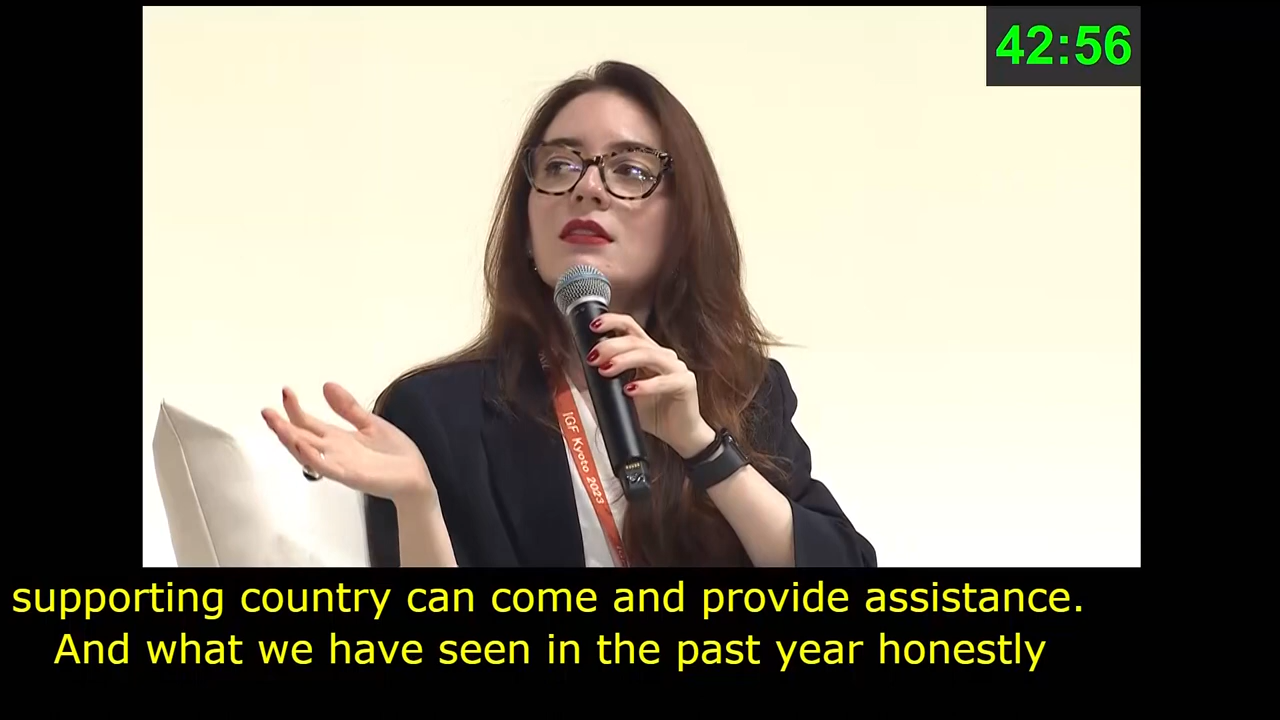 42:56
IGF Kyoto 2023
supporting country can come and provide assistance.
And what we have seen in the past year honestly